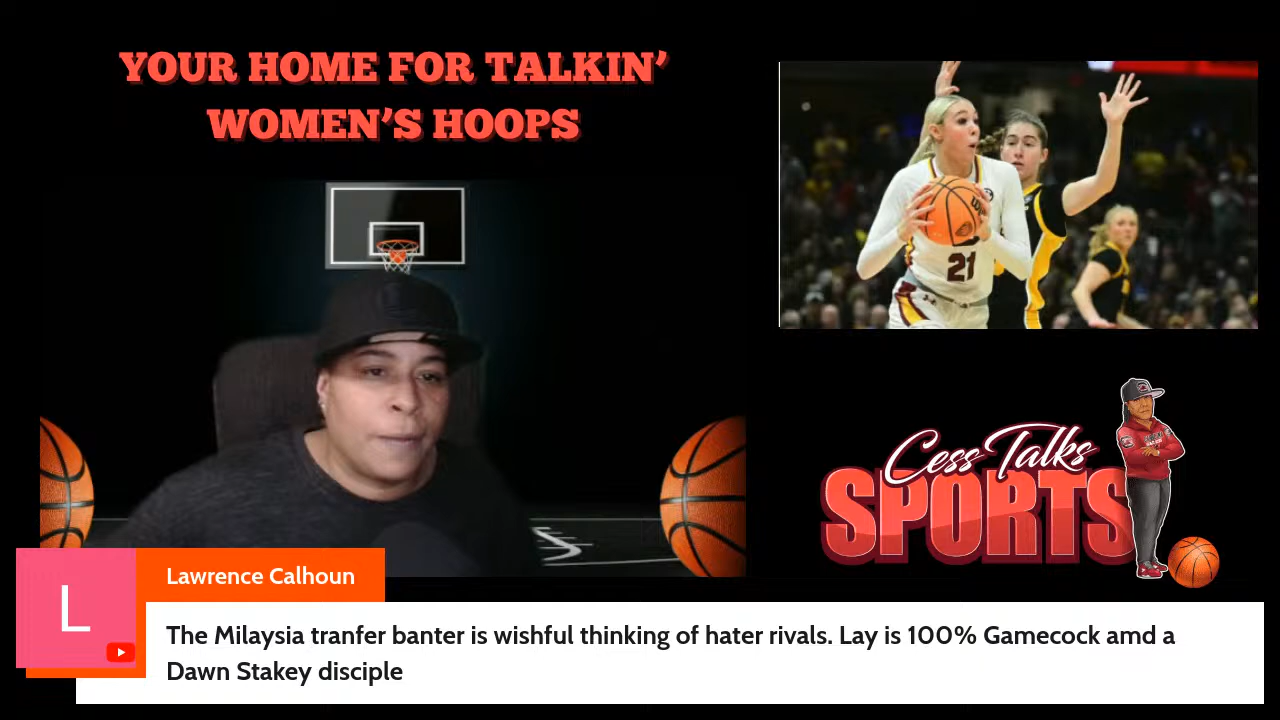 YOUR HOME FOR TALKIN'
WOMEN'S HOOPS
21
Cess Talks
SPORTS
L
Lawrence Calhoun
The Milaysia tranfer banter is wishful thinking of hater rivals. Lay is 100% Gamecock amd a
Dawn Stakey disciple